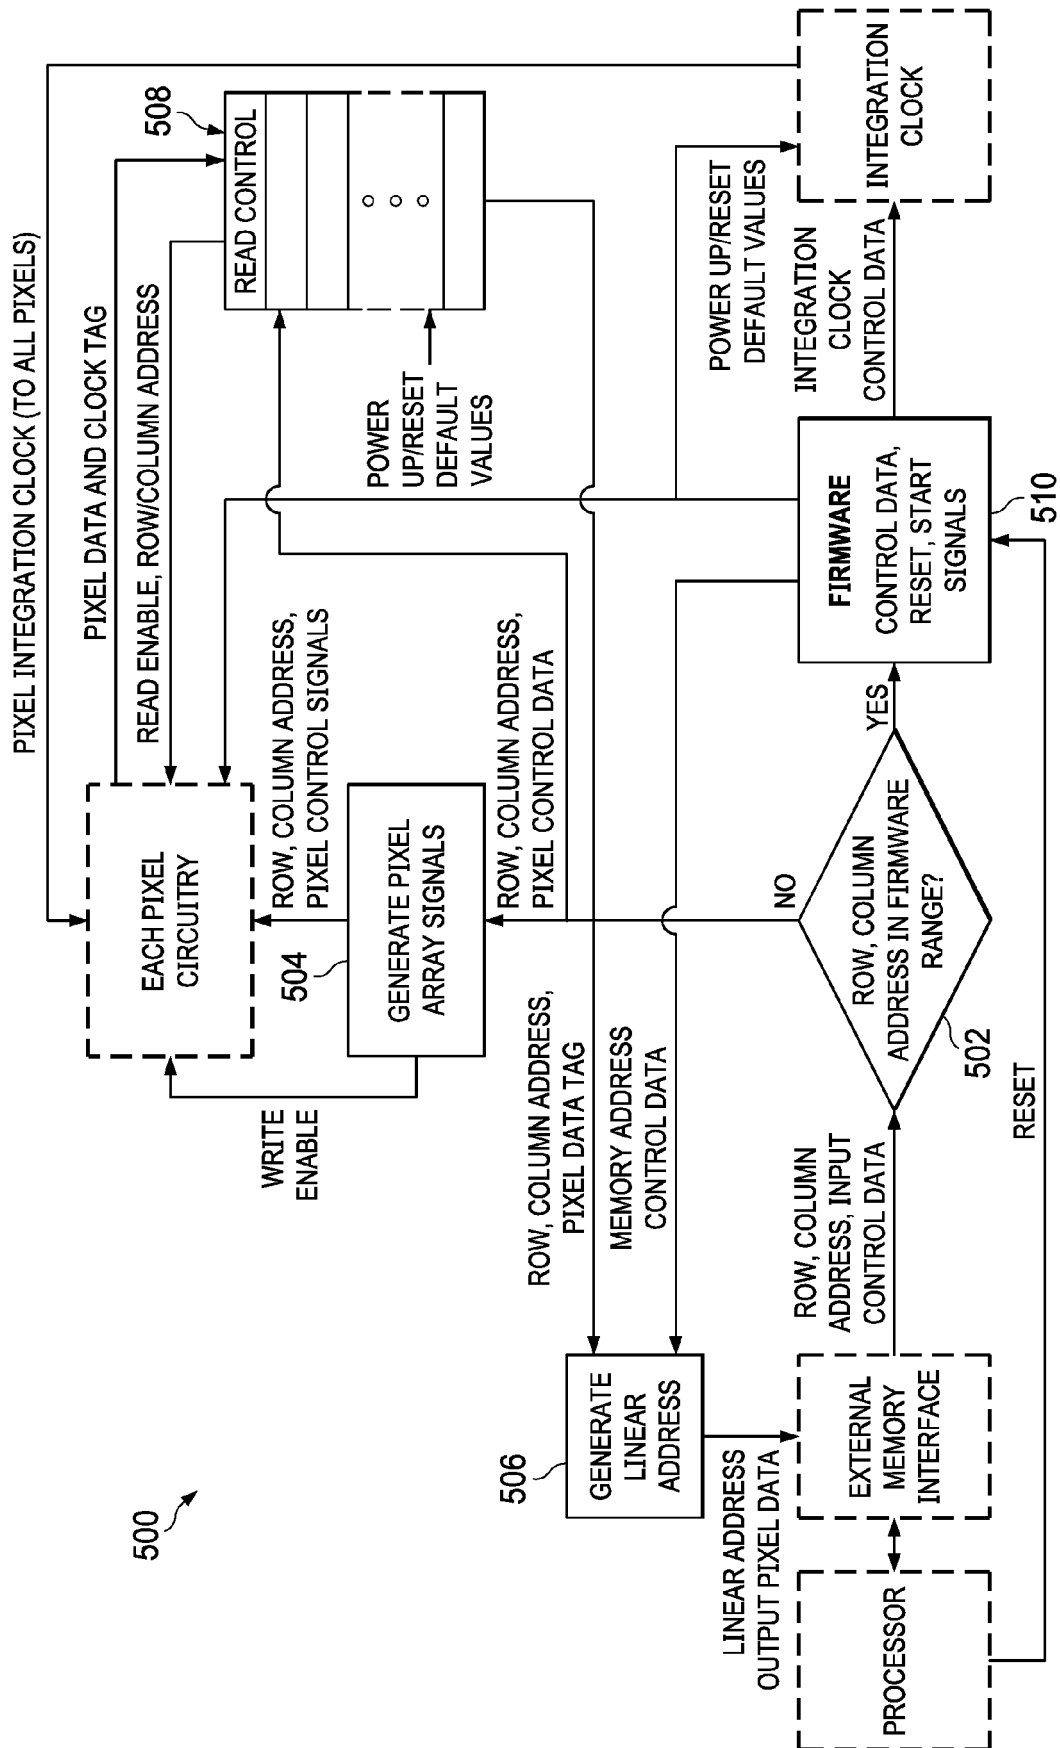 500
PIXEL INTEGRATION CLOCK (TO ALL PIXELS)
PIXEL DATA AND CLOCK TAG
READ ENABLE, ROW/COLUMN ADDRESS
EACH PIXEL
CIRCUITRY
508
READ CONTROL
WRITE
ENABLE
504
ROW, COLUMN ADDRESS,
PIXEL CONTROL SIGNALS
GENERATE PIXEL
ARRAY SIGNALS
POWER
UP/RESET
DEFAULT
VALUES
ROW, COLUMN ADDRESS,
PIXEL CONTROL DATA
506
GENERATE
LINEAR
ADDRESS
ROW, COLUMN ADDRESS,
PIXEL DATA TAG
MEMORY ADDRESS
CONTROL DATA
LINEAR ADDRESS
OUTPUT PIXEL DATA
POWER UP/RESET
DEFAULT VALUES
PROCESSOR
EXTERNAL
MEMORY
INTERFACE
ROW, COLUMN
ADDRESS, INPUT
CONTROL DATA
NO
ROW, COLUMN
ADDRESS IN FIRMWARE
RANGE?
502
YES
FIRMWARE
CONTROL DATA,
RESET, START
SIGNALS
510
INTEGRATION
CLOCK
CONTROL DATA
INTEGRATION
CLOCK
RESET